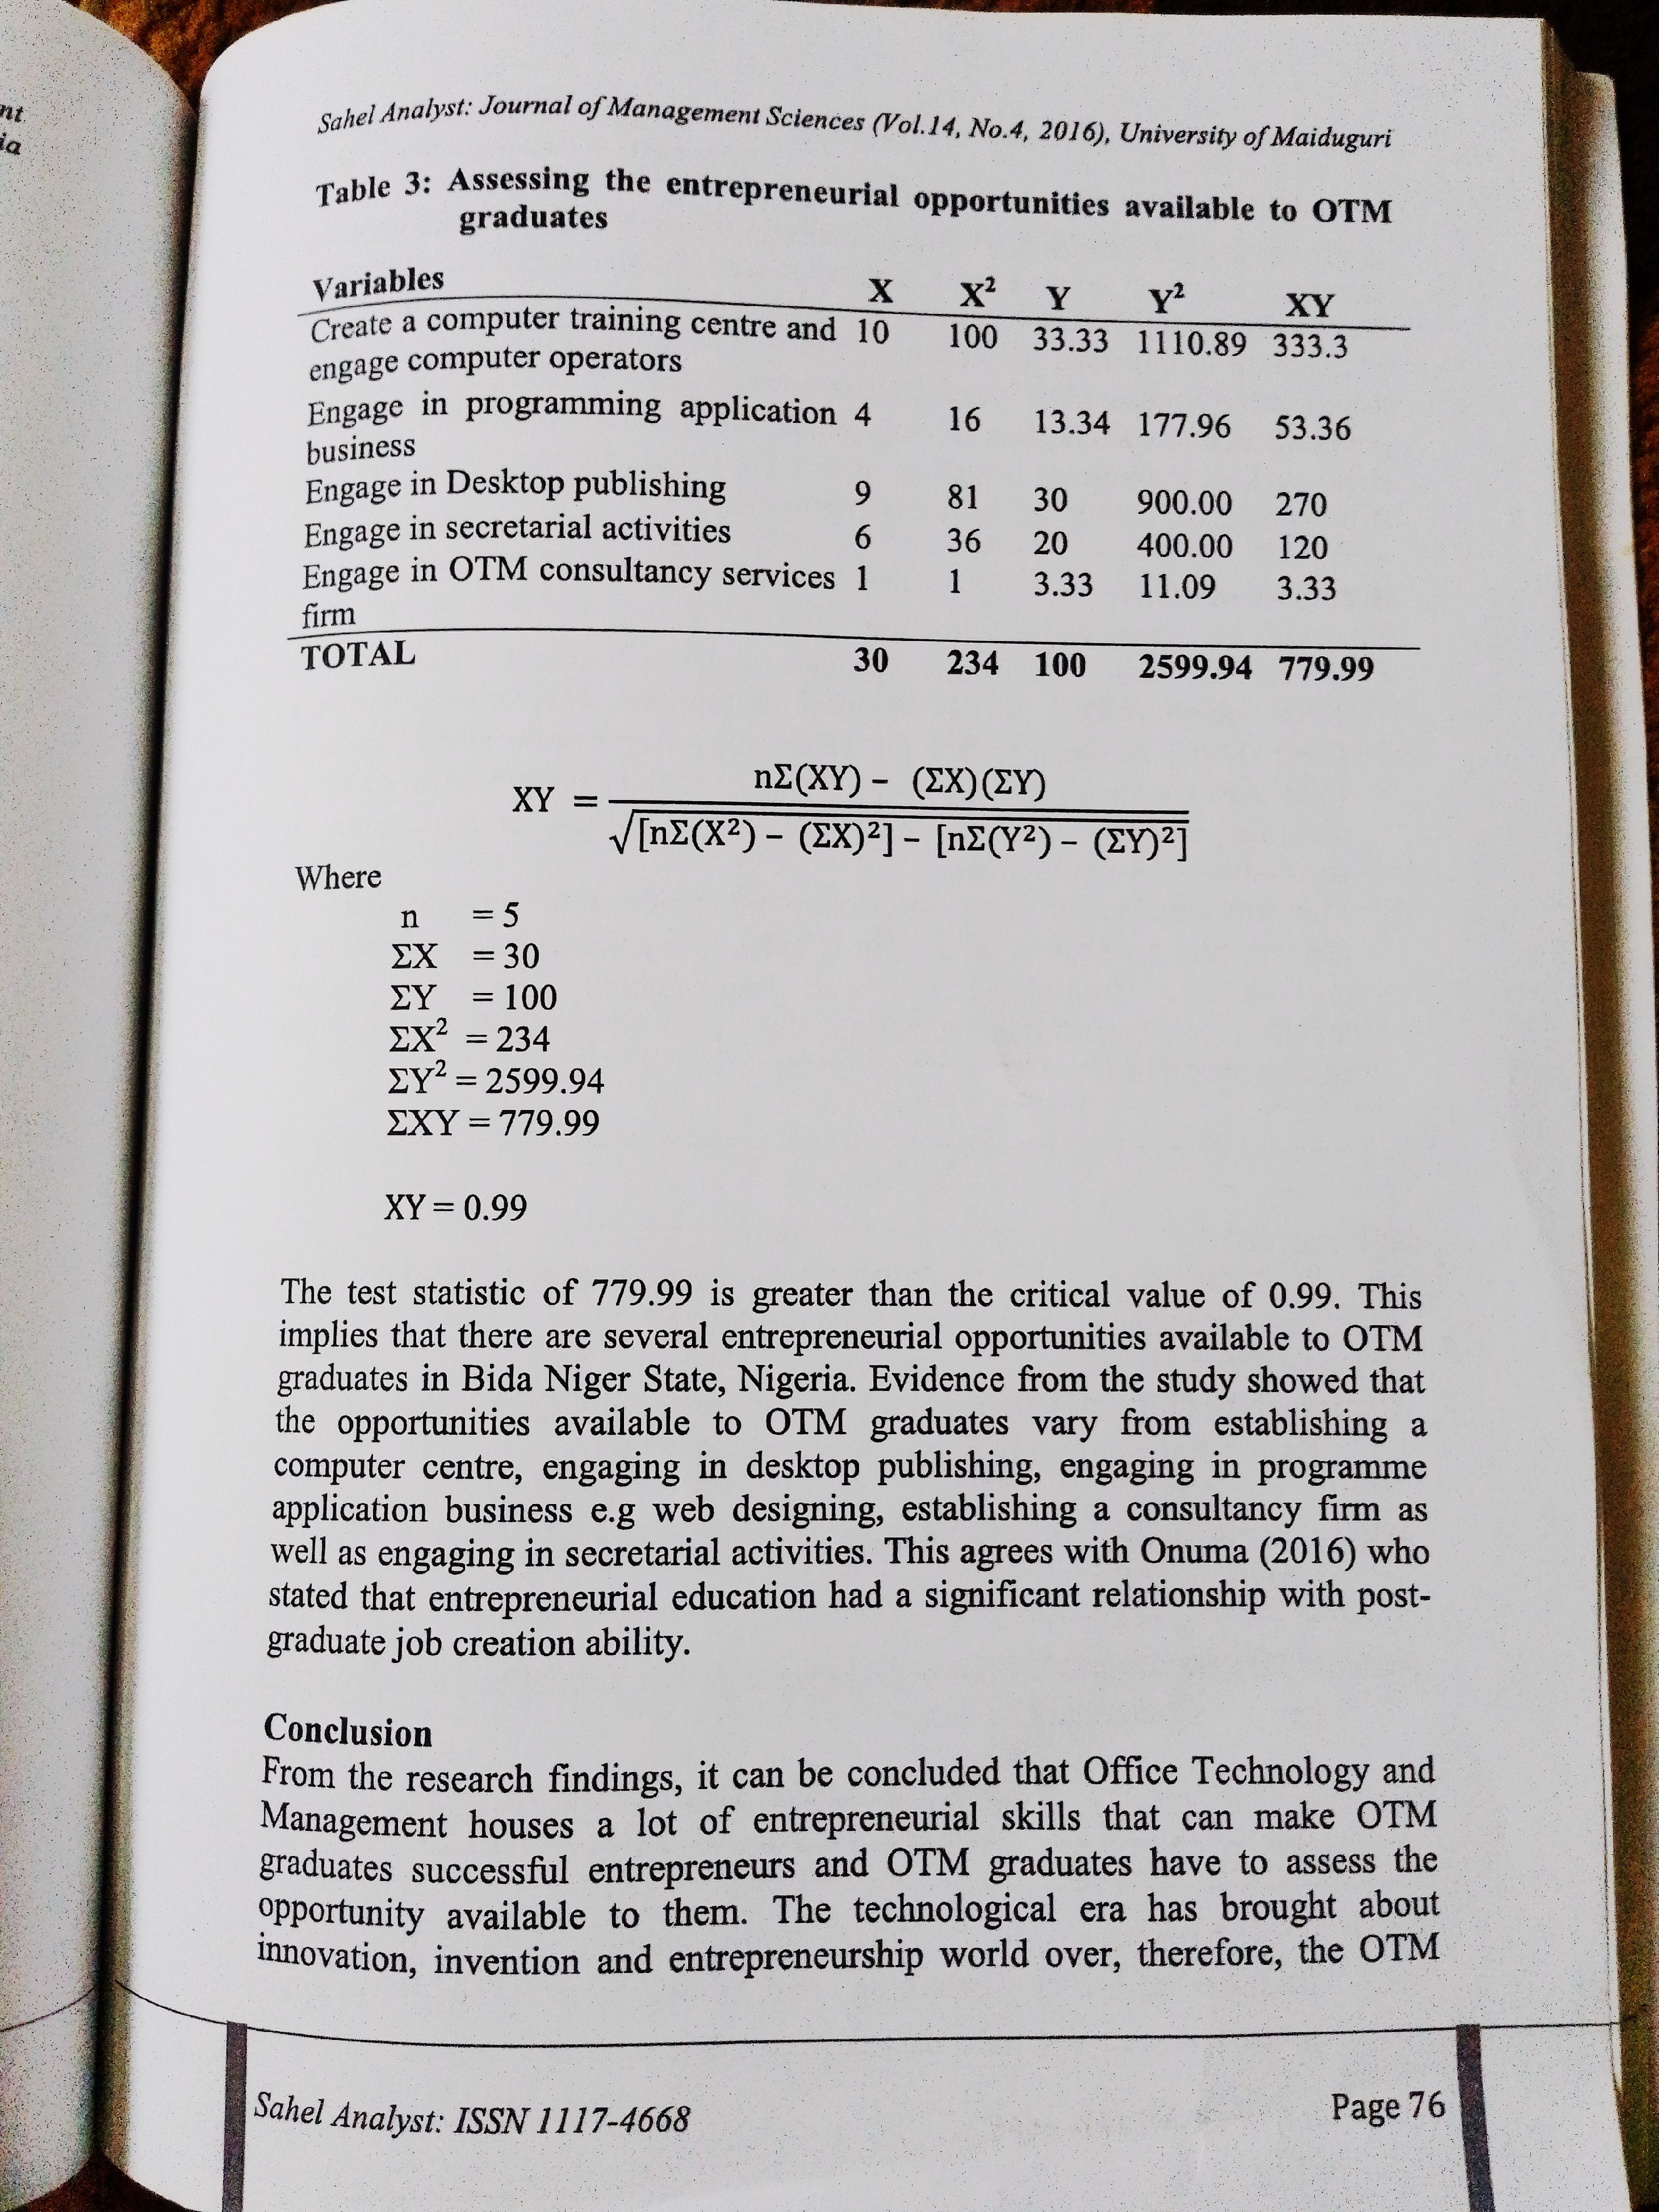 nt
ia
Sahel Analyst: Journal of Management Sciences (Vol.14, No.4, 2016), University of Maiduguri
Table 3: Assessing the entrepreneurial opportunities available to OTM
graduates
Variables X X² Y Y² XY
Create a computer training centre and 10 100 33.33 1110.89 333.3
engage computer operators
Engage in programming application 4 16 13.34 177.96 53.36
business
Engage in Desktop publishing 9 81 30 900.00 270
Engage in secretarial activities 6 36 20 400.00 120
Engage in OTM consultancy services 1 1 3.33 11.09 3.33
firm
TOTAL 30 234 100 2599.94 779.99
nΣ(XY) – (ΣX)(ΣY)
XY =
√[nΣ(X²) – (ΣX)²] – [nΣ(Y²) – (ΣY)²]
Where
n = 5
ΣX = 30
ΣY = 100
ΣX² = 234
ΣY² = 2599.94
ΣXY = 779.99
XY = 0.99
The test statistic of 779.99 is greater than the critical value of 0.99. This
implies that there are several entrepreneurial opportunities available to OTM
graduates in Bida Niger State, Nigeria. Evidence from the study showed that
the opportunities available to OTM graduates vary from establishing a
computer centre, engaging in desktop publishing, engaging in programme
application business e.g web designing, establishing a consultancy firm as
well as engaging in secretarial activities. This agrees with Onuma (2016) who
stated that entrepreneurial education had a significant relationship with post-
graduate job creation ability.
Conclusion
From the research findings, it can be concluded that Office Technology and
Management houses a lot of entrepreneurial skills that can make OTM
graduates successful entrepreneurs and OTM graduates have to assess the
opportunity available to them. The technological era has brought about
innovation, invention and entrepreneurship world over, therefore, the OTM
Sahel Analyst: ISSN 1117-4668 Page 76